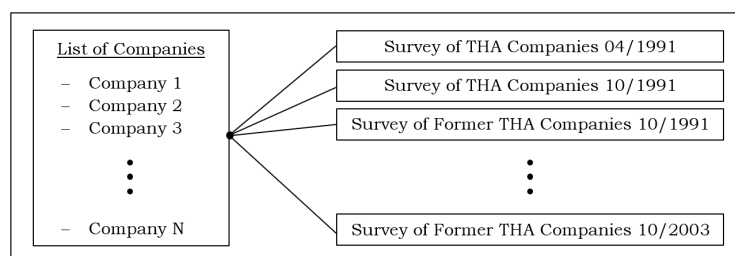 List of Companies
– Company 1
– Company 2
– Company 3
– Company N
Survey of THA Companies 04/1991
Survey of THA Companies 10/1991
Survey of Former THA Companies 10/1991
Survey of Former THA Companies 10/2003